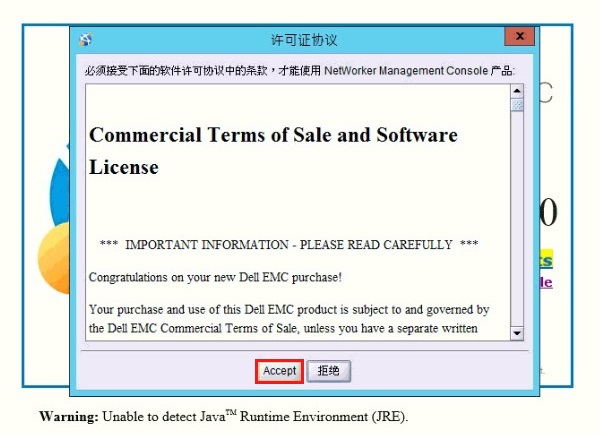 许可证协议
x
必须接受下面的软件许可协议中的条款，才能使用 NetWorker Management Console 产品:
C
Commercial Terms of Sale and Software
License
0
*** IMPORTANT INFORMATION - PLEASE READ CAREFULLY ***
ts
Congratulations on your new Dell EMC purchase!
le
Your purchase and use of this Dell EMC product is subject to and governed by
the Dell EMC Commercial Terms of Sale, unless you have a separate written
Accept 拒绝
t.
Warning: Unable to detect Java™ Runtime Environment (JRE).